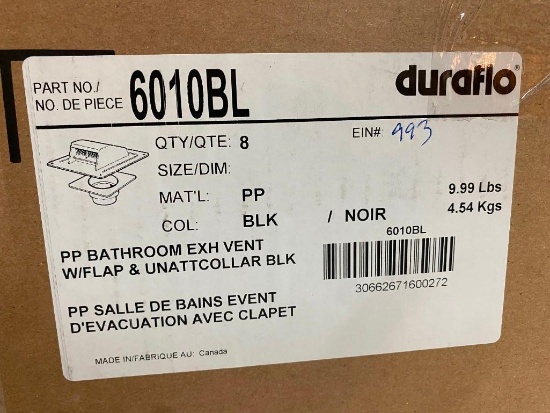 PART NO./
NO. DE PIECE 6010BL
duraflo®
QTY/QTE: 8
EIN# 993
SIZE/DIM:
MAT'L: PP
9.99 Lbs
COL: BLK / NOIR
4.54 Kgs
6010BL
PP BATHROOM EXH VENT
W/FLAP & UNATTCOLLAR BLK
30662671600272
PP SALLE DE BAINS EVENT
D'EVACUATION AVEC CLAPET
MADE IN/FABRIQUE AU: Canada